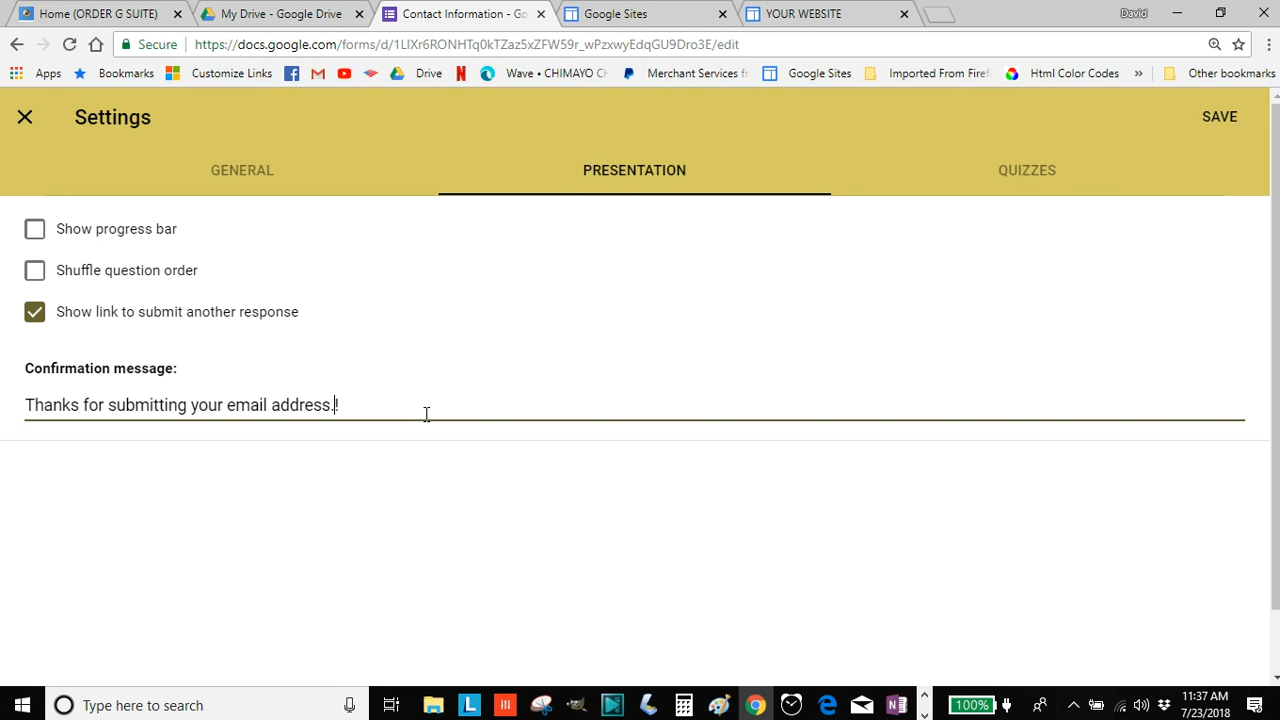 Home (ORDER G SUITE)
My Drive - Google Drive
Contact Information - Go
Google Sites
YOUR WEBSITE
David
Secure
https://docs.google.com/forms/d/1LIXr6RONHTq0kTZaz5xZFW59r_wPzxwyEdqGU9Dro3E/edit
Apps
Bookmarks
Customize Links
Drive
Wave • CHIMAYO CH
Merchant Services f
Google Sites
Imported From Firef
Html Color Codes
»
Other bookmarks
Settings
SAVE
GENERAL
PRESENTATION
QUIZZES
Show progress bar
Shuffle question order
Show link to submit another response
Confirmation message:
Thanks for submitting your email address.!
Type here to search
100%
11:37 AM
7/23/2018